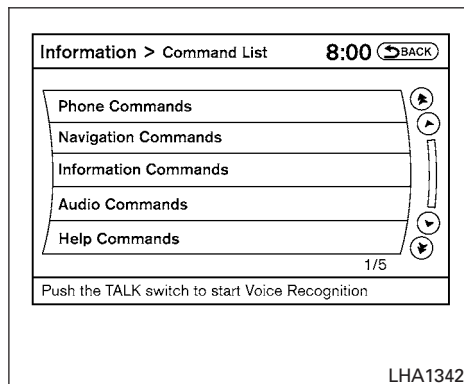 Information > Command List 8:00 BACK
Phone Commands
Navigation Commands
Information Commands
Audio Commands
Help Commands
1/5
Push the TALK switch to start Voice Recognition
LHA1342